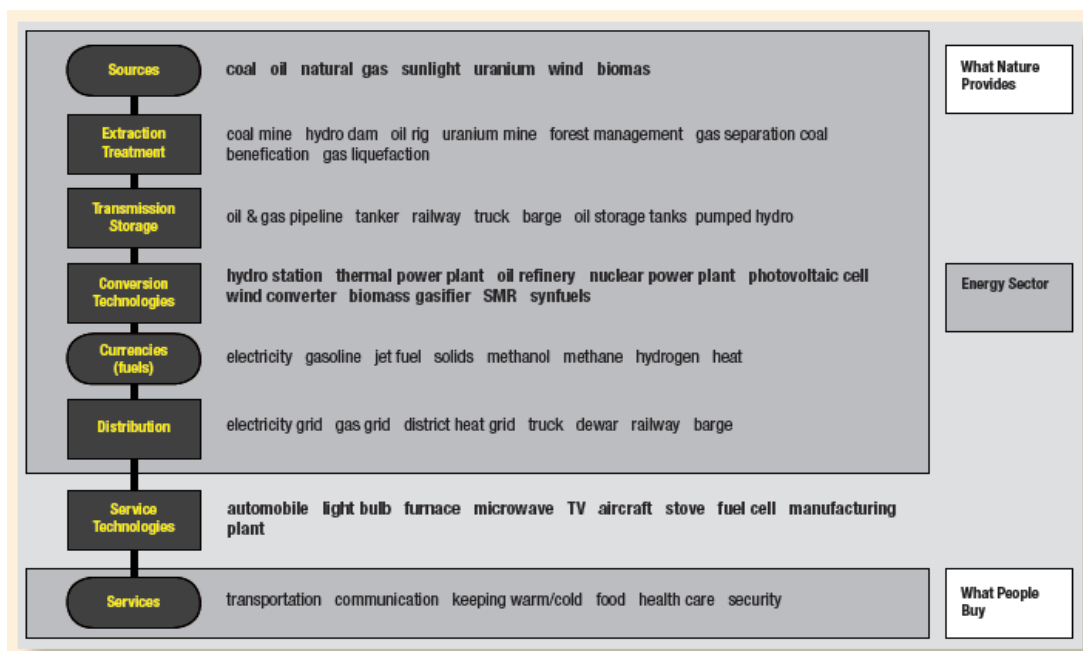 Sources
coal oil natural gas sunlight uranium wind biomas
What Nature
Provides
Extraction
Treatment
coal mine hydro dam oil rig uranium mine forest management gas separation coal
benefication gas liquefaction
Transmission
Storage
oil & gas pipeline tanker railway truck barge oil storage tanks pumped hydro
Conversion
Technologies
hydro station thermal power plant oil refinery nuclear power plant photovoltaic cell
wind converter biomass gasifier SMR synfuels
Energy Sector
Currencies
(fuels)
electricity gasoline jet fuel solids methanol methane hydrogen heat
Distribution
electricity grid gas grid district heat grid truck dewar railway barge
Service
Technologies
automobile light bulb furnace microwave TV aircraft stove fuel cell manufacturing
plant
Services
transportation communication keeping warm/cold food health care security
What People
Buy